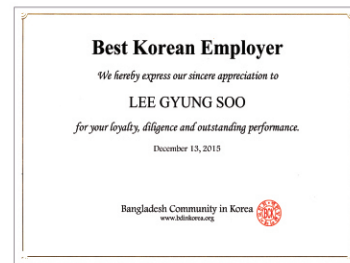 Best Korean Employer
We hereby express our sincere appreciation to
LEE GYUNG SOO
for your loyalty, diligence and outstanding performance.
December 13, 2015
Bangladesh Community in Korea
www.bdinkorea.org